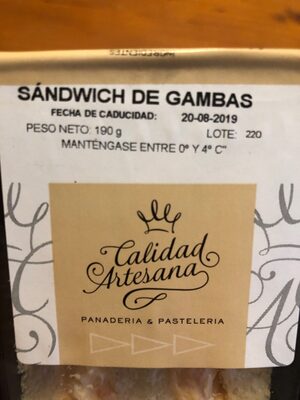 INGREDIENTES
SÁNDWICH DE GAMBAS
FECHA DE CADUCIDAD: 20-08-2019
PESO NETO: 190 g LOTE: 220
MANTÉNGASE ENTRE 0º Y 4º C"
Calidad
Artesana
PANADERIA & PASTELERIA